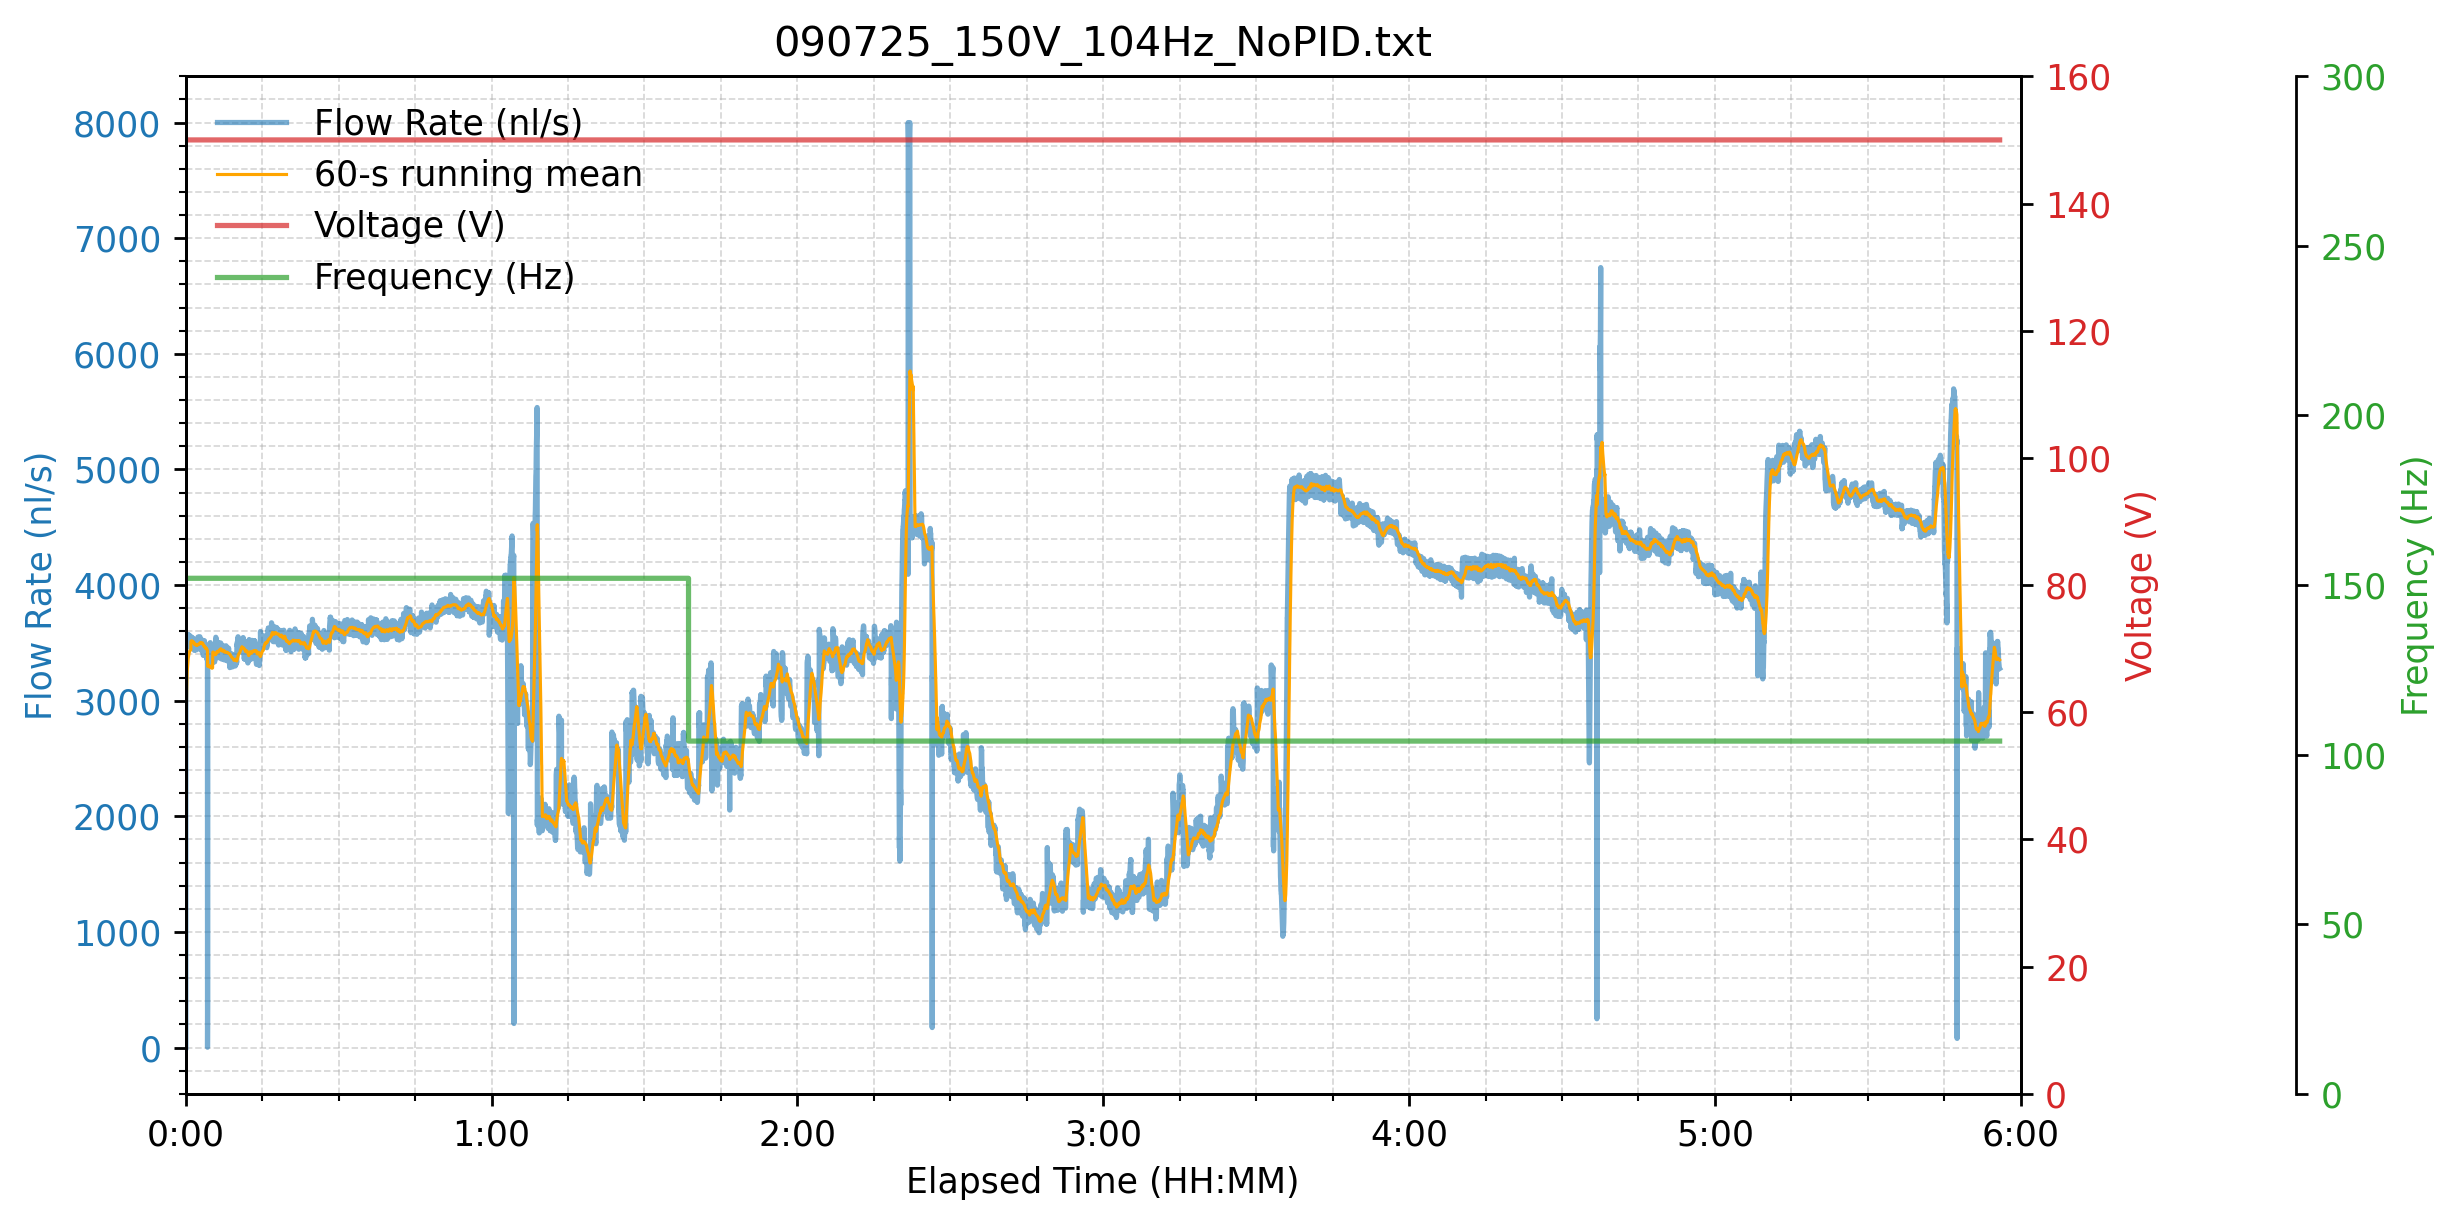 090725_150V_104Hz_NoPID.txt
Flow Rate (nl/s)
60-s running mean
Voltage (V)
Frequency (Hz)
Flow Rate (nl/s)
8000
7000
6000
5000
4000
3000
2000
1000
0
0:00 1:00 2:00 3:00 4:00 5:00 6:00
Elapsed Time (HH:MM)
160
140
120
100
80
60
40
20
0
Voltage (V)
300
250
200
150
100
50
0
Frequency (Hz)